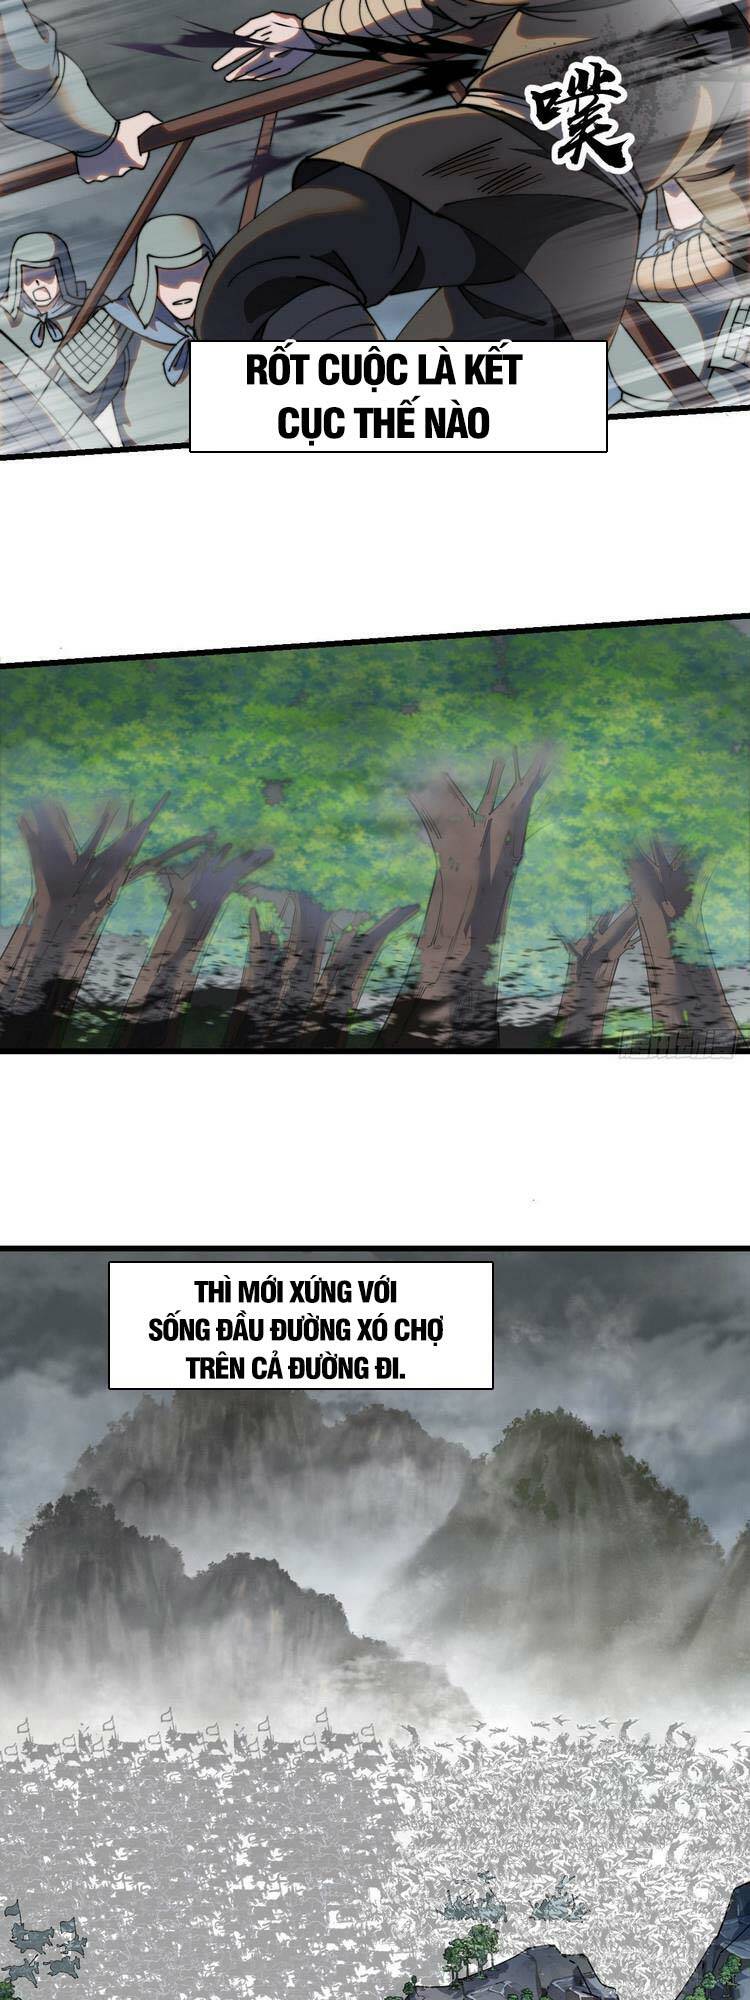 噗
RỐT CUỘC LÀ KẾT
CỤC THẾ NÀO
THÌ MỚI XỨNG VỚI
SỐNG ĐẦU ĐƯỜNG XÓ CHỢ
TRÊN CẢ ĐƯỜNG ĐI.